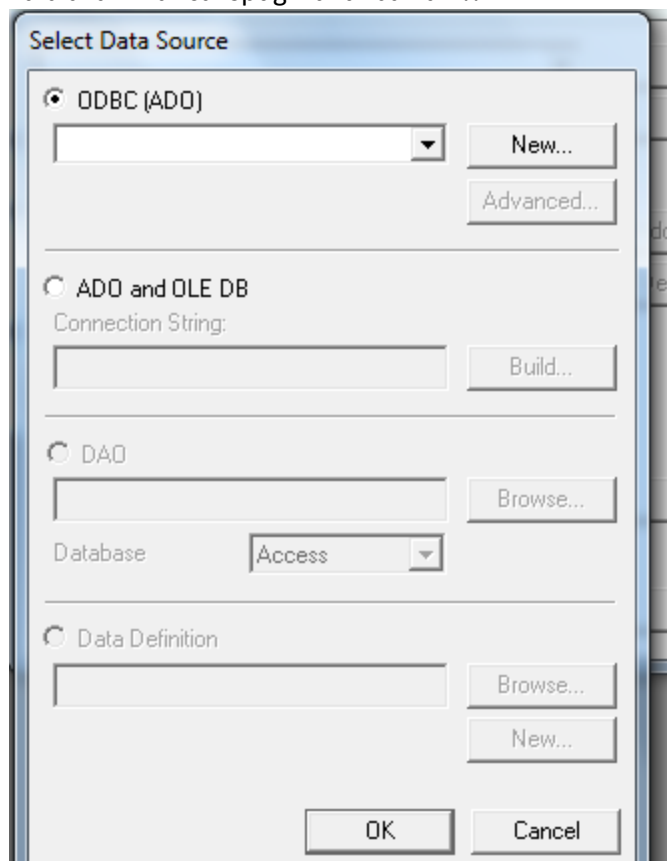 Select Data Source
ODBC (ADO)
New...
Advanced...
ADO and OLE DB
Connection String:
Build...
DAO
Browse...
Database Access
Data Definition
Browse...
New...
OK Cancel